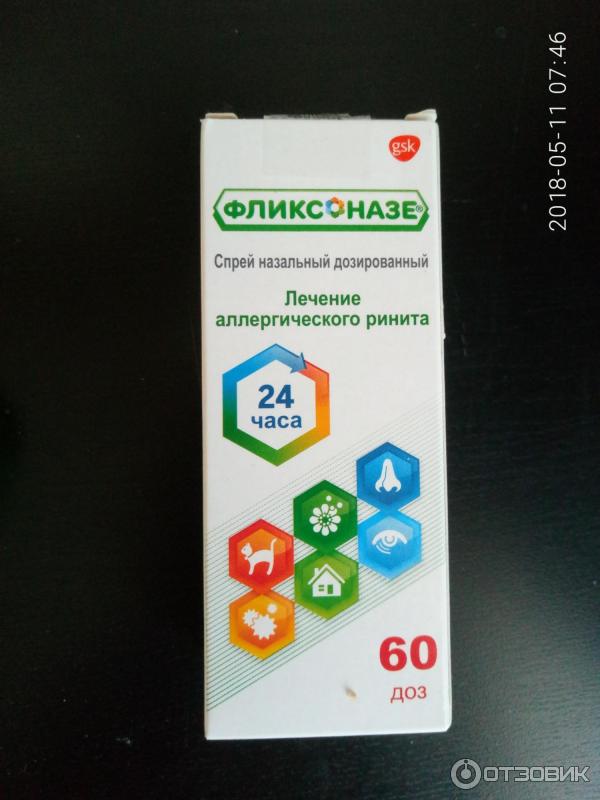 gsk
ФЛИКСОНАЗЕ®
Спрей назальный дозированный
Лечение
аллергического ринита
24
часа
60
доз
2018-05-11 07:46
ОТЗОВИК